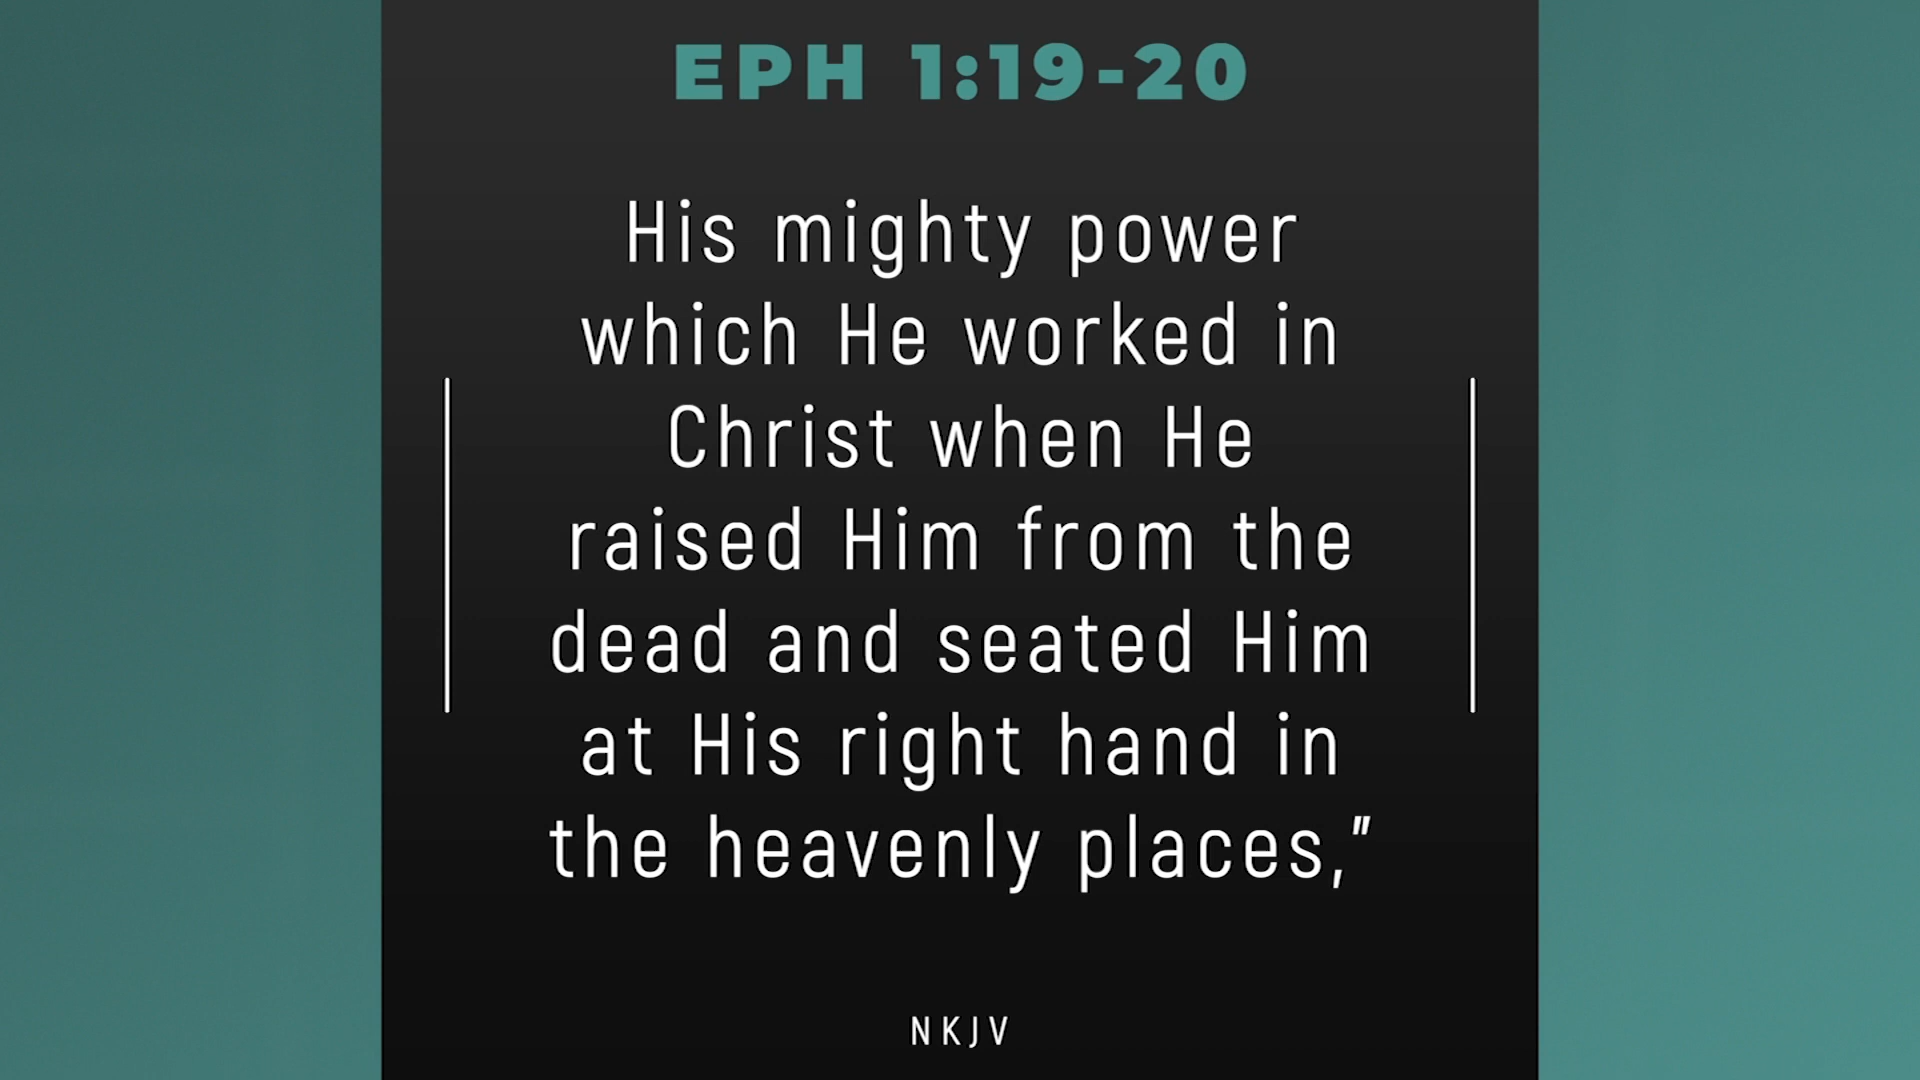 EPH 1:19-20
His mighty power
which He worked in
Christ when He
raised Him from the
dead and seated Him
at His right hand in
the heavenly places,”
NKJV